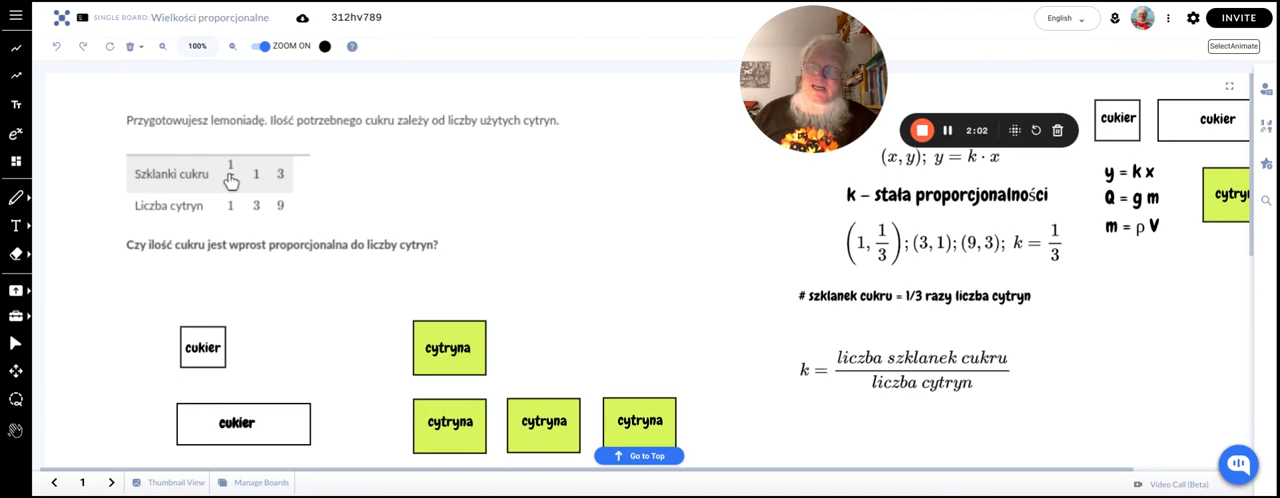 SINGLE BOARD: Wielkości proporcjonalne
312hv789
English
INVITE
100%
ZOOM ON
SelectAnimate
2:02
Przygotowujesz lemoniadę. Ilość potrzebnego cukru zależy od liczby użytych cytryn.
Szklanki cukru 1 1 3
Liczba cytryn 1 3 9
Czy ilość cukru jest wprost proporcjonalna do liczby cytryn?
(x, y); y = k · x
k - stała proporcjonalności
(1, 1/3); (3, 1); (9, 3); k = 1/3
# szklanek cukru = 1/3 razy liczba cytryn
k = liczba szklanek cukru / liczba cytryn
cukier
cukier
y = k x
Q = g m
m = ρ V
cukier
cytryna
cukier
cytryna
cytryna
cytryna
Go to Top
1
Thumbnail View
Manage Boards
Video Call (Beta)